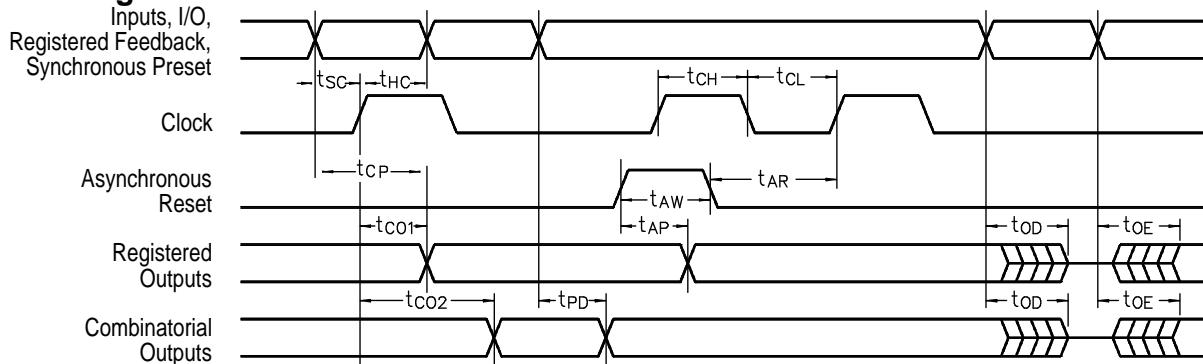 Inputs, I/O,
Registered Feedback,
Synchronous Preset
tSC
tHC
tCH
tCL
Clock
tCP
Asynchronous
Reset
tAW
tAR
tCO1
tAP
tOD
tOE
Registered
Outputs
tCO2
tPD
tOD
tOE
Combinatorial
Outputs